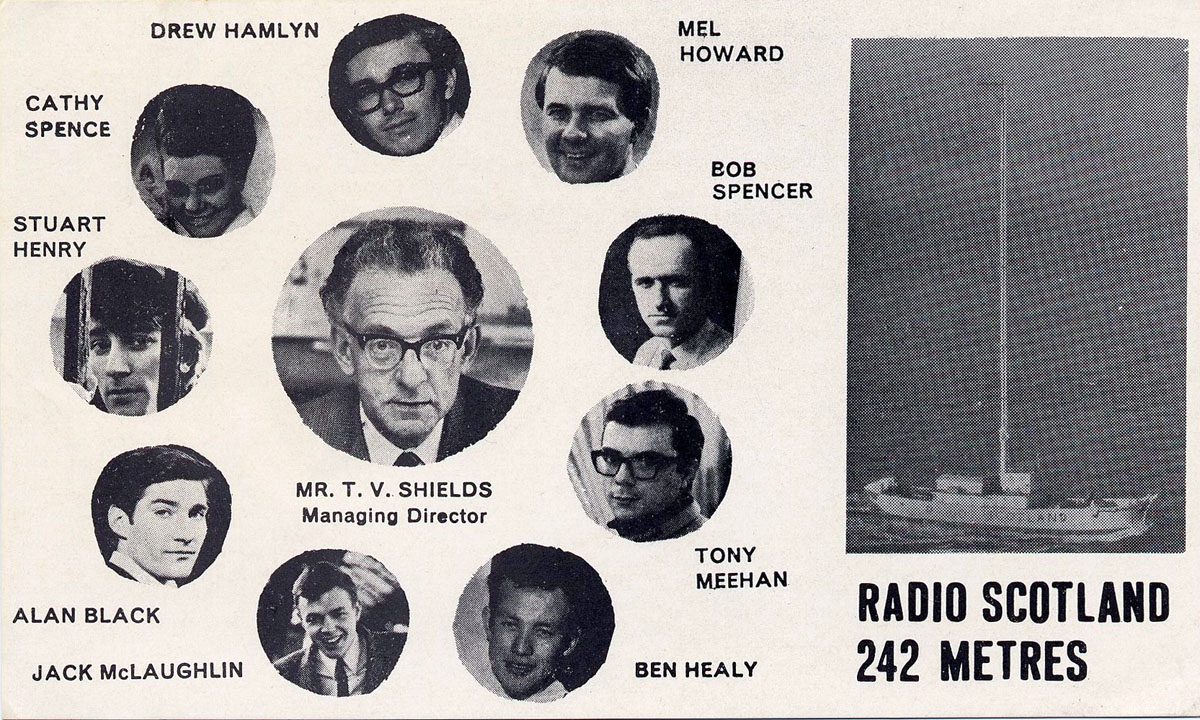 DREW HAMLYN
MEL
HOWARD
CATHY
SPENCE
BOB
SPENCER
STUART
HENRY
MR. T. V. SHIELDS
Managing Director
TONY
MEEHAN
ALAN BLACK
JACK McLAUGHLIN
BEN HEALY
AND
RADIO SCOTLAND
242 METRES